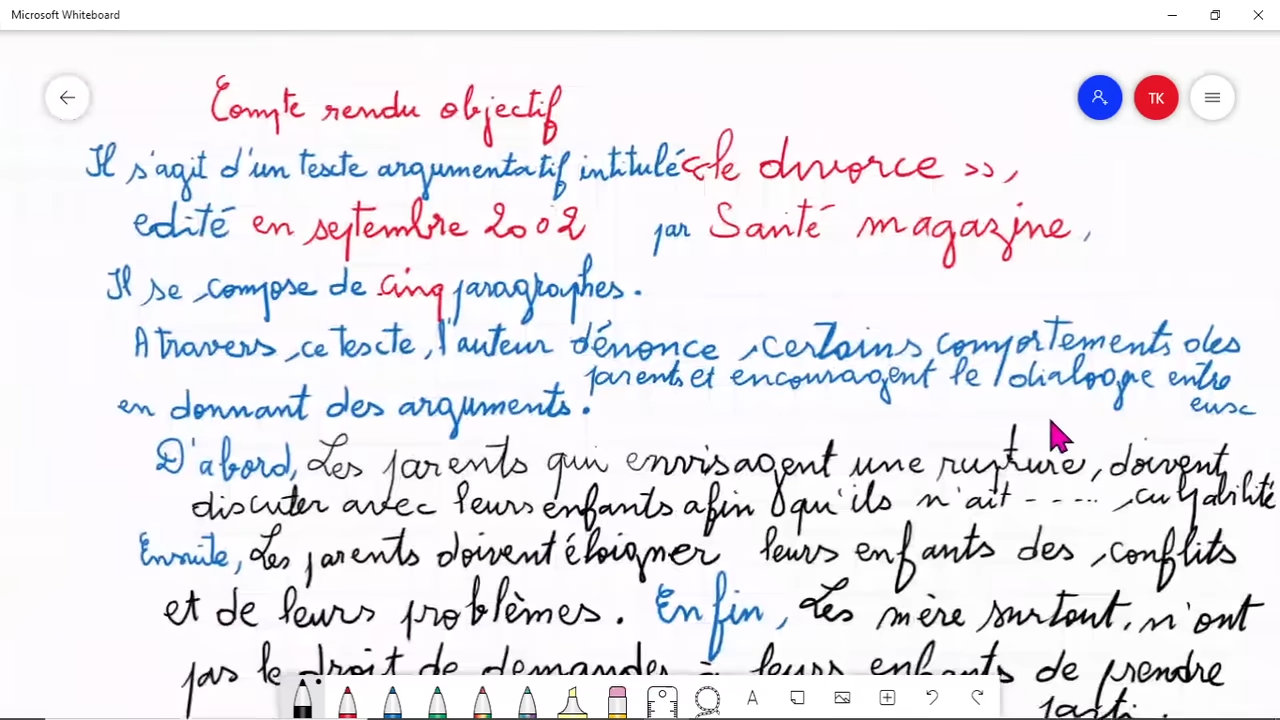 Microsoft Whiteboard
TK
Compte rendu objectif
Il s'agit d'un texte argumentatif intitulé <<le divorce >>,
edité en septembre 2002 par Santé magazine,
Il se compose de cinq paragraphes.
A travers ce texte, l'auteur dénonce certains comportements des
parents et encouragent le dialogue entre
eux
en donnant des arguments.
D'abord, Les parents qui envisagent une rupture, doivent
discuter avec leurs enfants afin qu'ils n'ait ----- culpabilité
Ensuite, Les parents doivent éloigner leurs enfants des conflits
et de leurs problèmes. Enfin, Les mère surtout, n'ont
pas le droit de demander à leurs enfants de prendre
parti.